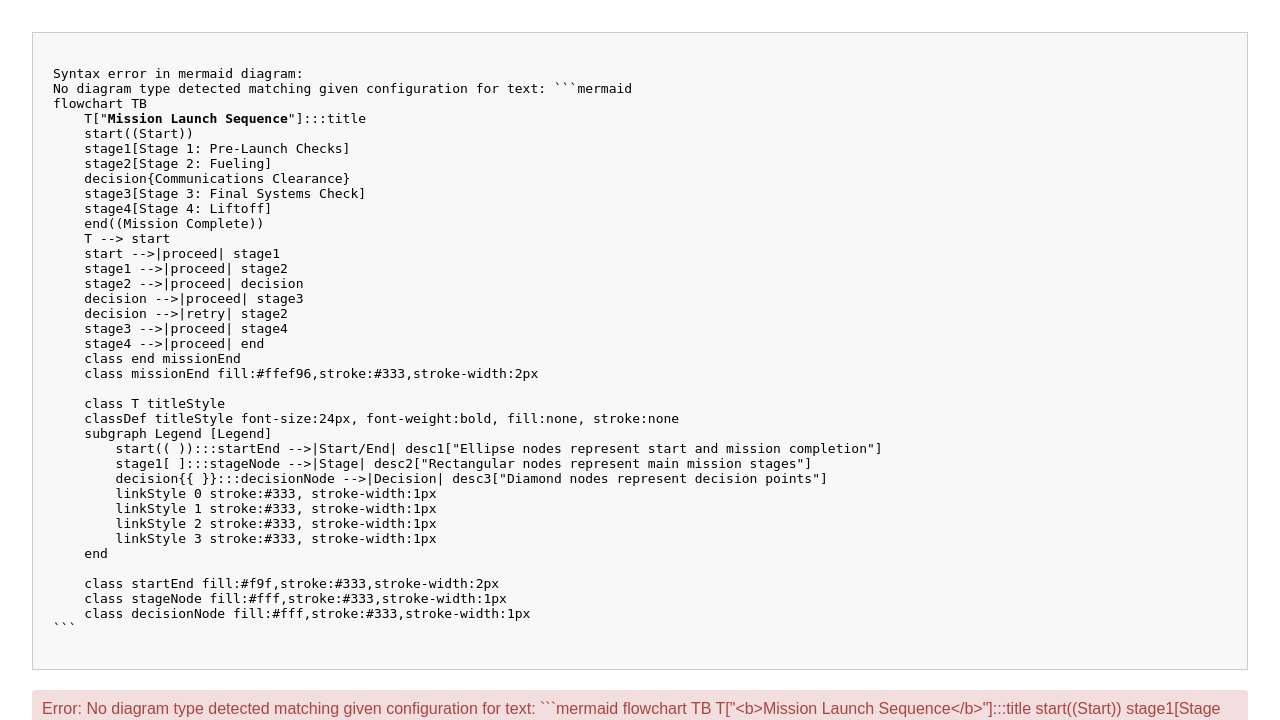 Syntax error in mermaid diagram:
No diagram type detected matching given configuration for text: ```mermaid
flowchart TB
    T["Mission Launch Sequence"]:::title
    start((Start))
    stage1[Stage 1: Pre-Launch Checks]
    stage2[Stage 2: Fueling]
    decision{Communications Clearance}
    stage3[Stage 3: Final Systems Check]
    stage4[Stage 4: Liftoff]
    end((Mission Complete))
    T --> start
    start -->|proceed| stage1
    stage1 -->|proceed| stage2
    stage2 -->|proceed| decision
    decision -->|proceed| stage3
    decision -->|retry| stage2
    stage3 -->|proceed| stage4
    stage4 -->|proceed| end
    class end missionEnd
    class missionEnd fill:#ffef96,stroke:#333,stroke-width:2px
    class T titleStyle
    classDef titleStyle font-size:24px, font-weight:bold, fill:none, stroke:none
    subgraph Legend [Legend]
        start(( )):::startEnd -->|Start/End| desc1["Ellipse nodes represent start and mission completion"]
        stage1[ ]:::stageNode -->|Stage| desc2["Rectangular nodes represent main mission stages"]
        decision{{ }}:::decisionNode -->|Decision| desc3["Diamond nodes represent decision points"]
        linkStyle 0 stroke:#333, stroke-width:1px
        linkStyle 1 stroke:#333, stroke-width:1px
        linkStyle 2 stroke:#333, stroke-width:1px
        linkStyle 3 stroke:#333, stroke-width:1px
    end
    class startEnd fill:#f9f,stroke:#333,stroke-width:2px
    class stageNode fill:#fff,stroke:#333,stroke-width:1px
    class decisionNode fill:#fff,stroke:#333,stroke-width:1px
```
Error: No diagram type detected matching given configuration for text: ```mermaid flowchart TB T["<b>Mission Launch Sequence</b>"]:::title start((Start)) stage1[Stage